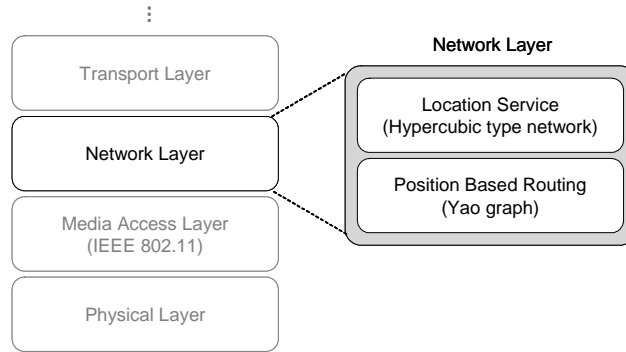 ⋮
Transport Layer
Network Layer
Media Access Layer
(IEEE 802.11)
Physical Layer
Network Layer
Location Service
(Hypercubic type network)
Position Based Routing
(Yao graph)